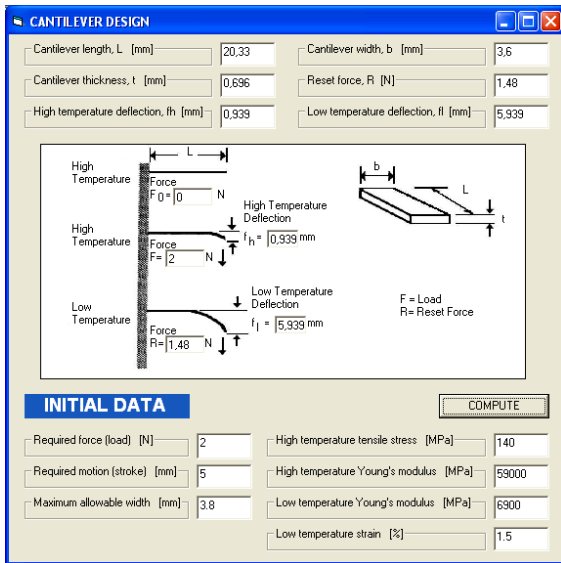 CANTILEVER DESIGN
Cantilever length, L [mm] 20,33 Cantilever width, b [mm] 3,6
Cantilever thickness, t [mm] 0,696 Reset force, R [N] 1,48
High temperature deflection, fh [mm] 0,939 Low temperature deflection, fl [mm] 5,939
L
High
Temperature
Force
F0= 0 N
b
L
t
High
Temperature
Force
F= 2 N
High Temperature
Deflection
fh = 0,939 mm
Low
Temperature
Force
R= 1,48 N
Low Temperature
Deflection
fl = 5,939 mm
F = Load
R= Reset Force
INITIAL DATA
COMPUTE
Required force (load) [N] 2 High temperature tensile stress [MPa] 140
Required motion (stroke) [mm] 5 High temperature Young's modulus [MPa] 59000
Maximum allowable width [mm] 3.8 Low temperature Young's modulus [MPa] 6900
Low temperature strain [%] 1.5